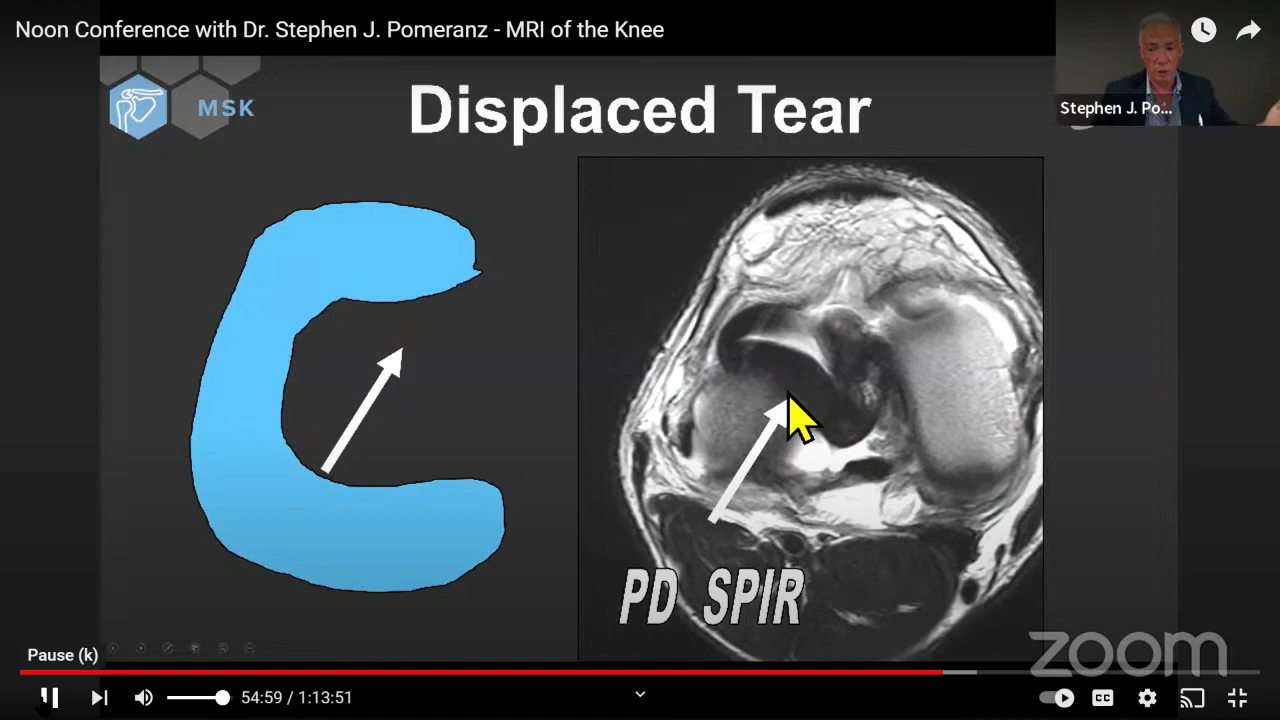 Noon Conference with Dr. Stephen J. Pomeranz - MRI of the Knee
Stephen J. Po...
MSK
Displaced Tear
PD SPIR
zoom
Pause (k)
54:59 / 1:13:51
CC